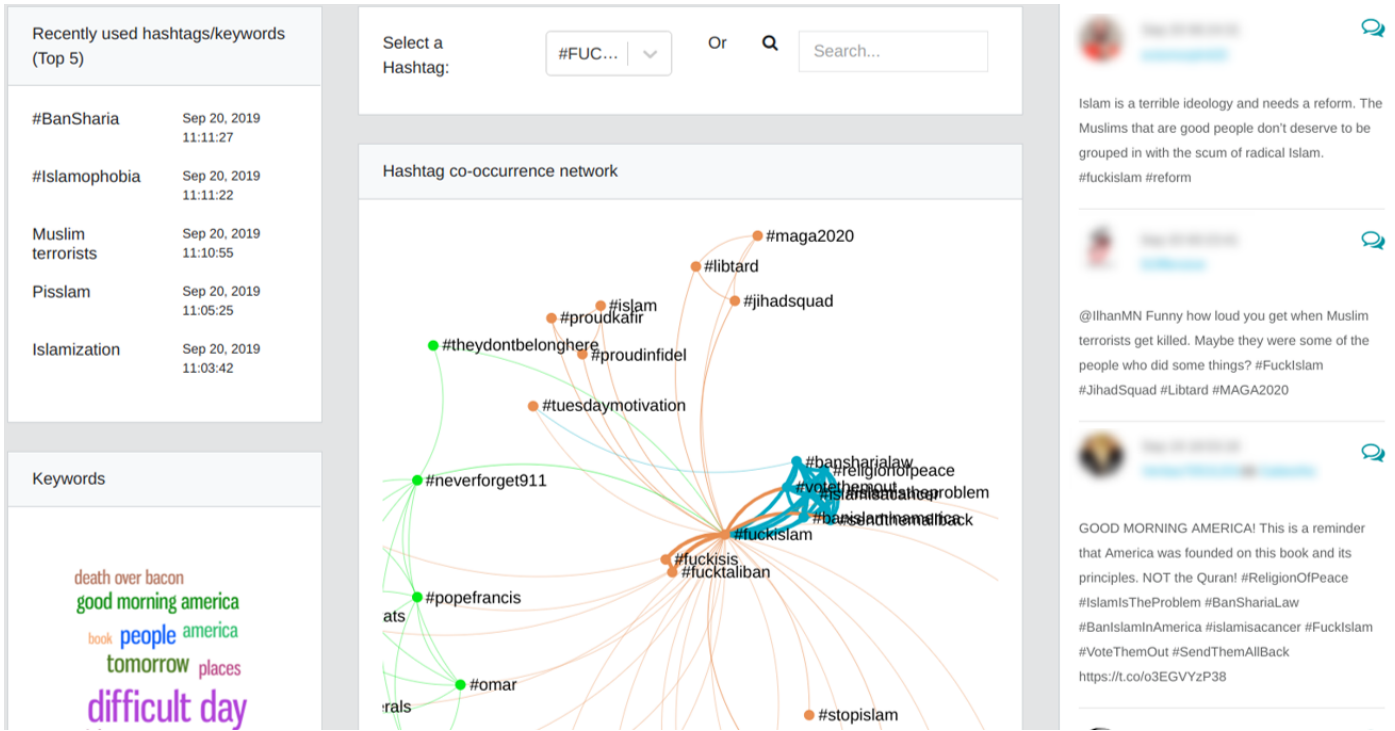 Recently used hashtags/keywords
(Top 5)
#BanSharia
Sep 20, 2019
11:11:27
#Islamophobia
Sep 20, 2019
11:11:22
Muslim
terrorists
Sep 20, 2019
11:10:55
Pisslam
Sep 20, 2019
11:05:25
Islamization
Sep 20, 2019
11:03:42
Keywords
death over bacon
good morning america
book people america
tomorrow places
difficult day
Select a
Hashtag:
#FUC...
Or
Search...
Hashtag co-occurrence network
#maga2020
#libtard
#jihadsquad
#islam
#proudkafir
#theydontbelonghere
#proudinfidel
#tuesdaymotivation
#bansharialaw
#religionofpeace
#neverforget911
#votethemout
#islamistheproblem
#islamisacancer
#banislaminamerica
#sendthemallback
#fuckislam
#fuckisis
#fucktaliban
#popefrancis
ats
#omar
erals
#stopislam
Islam is a terrible ideology and needs a reform. The
Muslims that are good people don't deserve to be
grouped in with the scum of radical Islam.
#fuckislam #reform
@IlhanMN Funny how loud you get when Muslim
terrorists get killed. Maybe they were some of the
people who did some things? #FuckIslam
#JihadSquad #Libtard #MAGA2020
GOOD MORNING AMERICA! This is a reminder
that America was founded on this book and its
principles. NOT the Quran! #ReligionOfPeace
#IslamIsTheProblem #BanShariaLaw
#BanIslamInAmerica #islamisacancer #FuckIslam
#VoteThemOut #SendThemAllBack
https://t.co/o3EGVYzP38